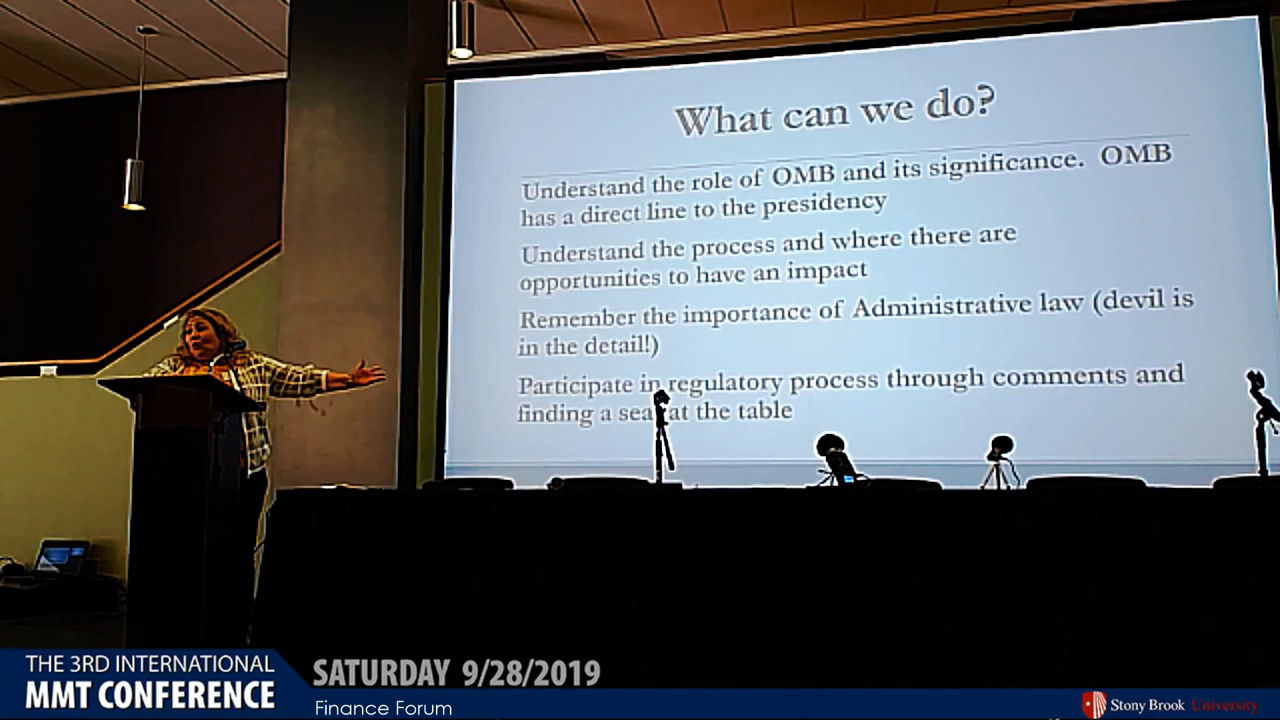 What can we do?
Understand the role of OMB and its significance. OMB
has a direct line to the presidency
Understand the process and where there are
opportunities to have an impact
Remember the importance of Administrative law (devil is
in the detail!)
Participate in regulatory process through comments and
finding a seat at the table
THE 3RD INTERNATIONAL
MMT CONFERENCE
SATURDAY 9/28/2019
Finance Forum
Stony Brook University